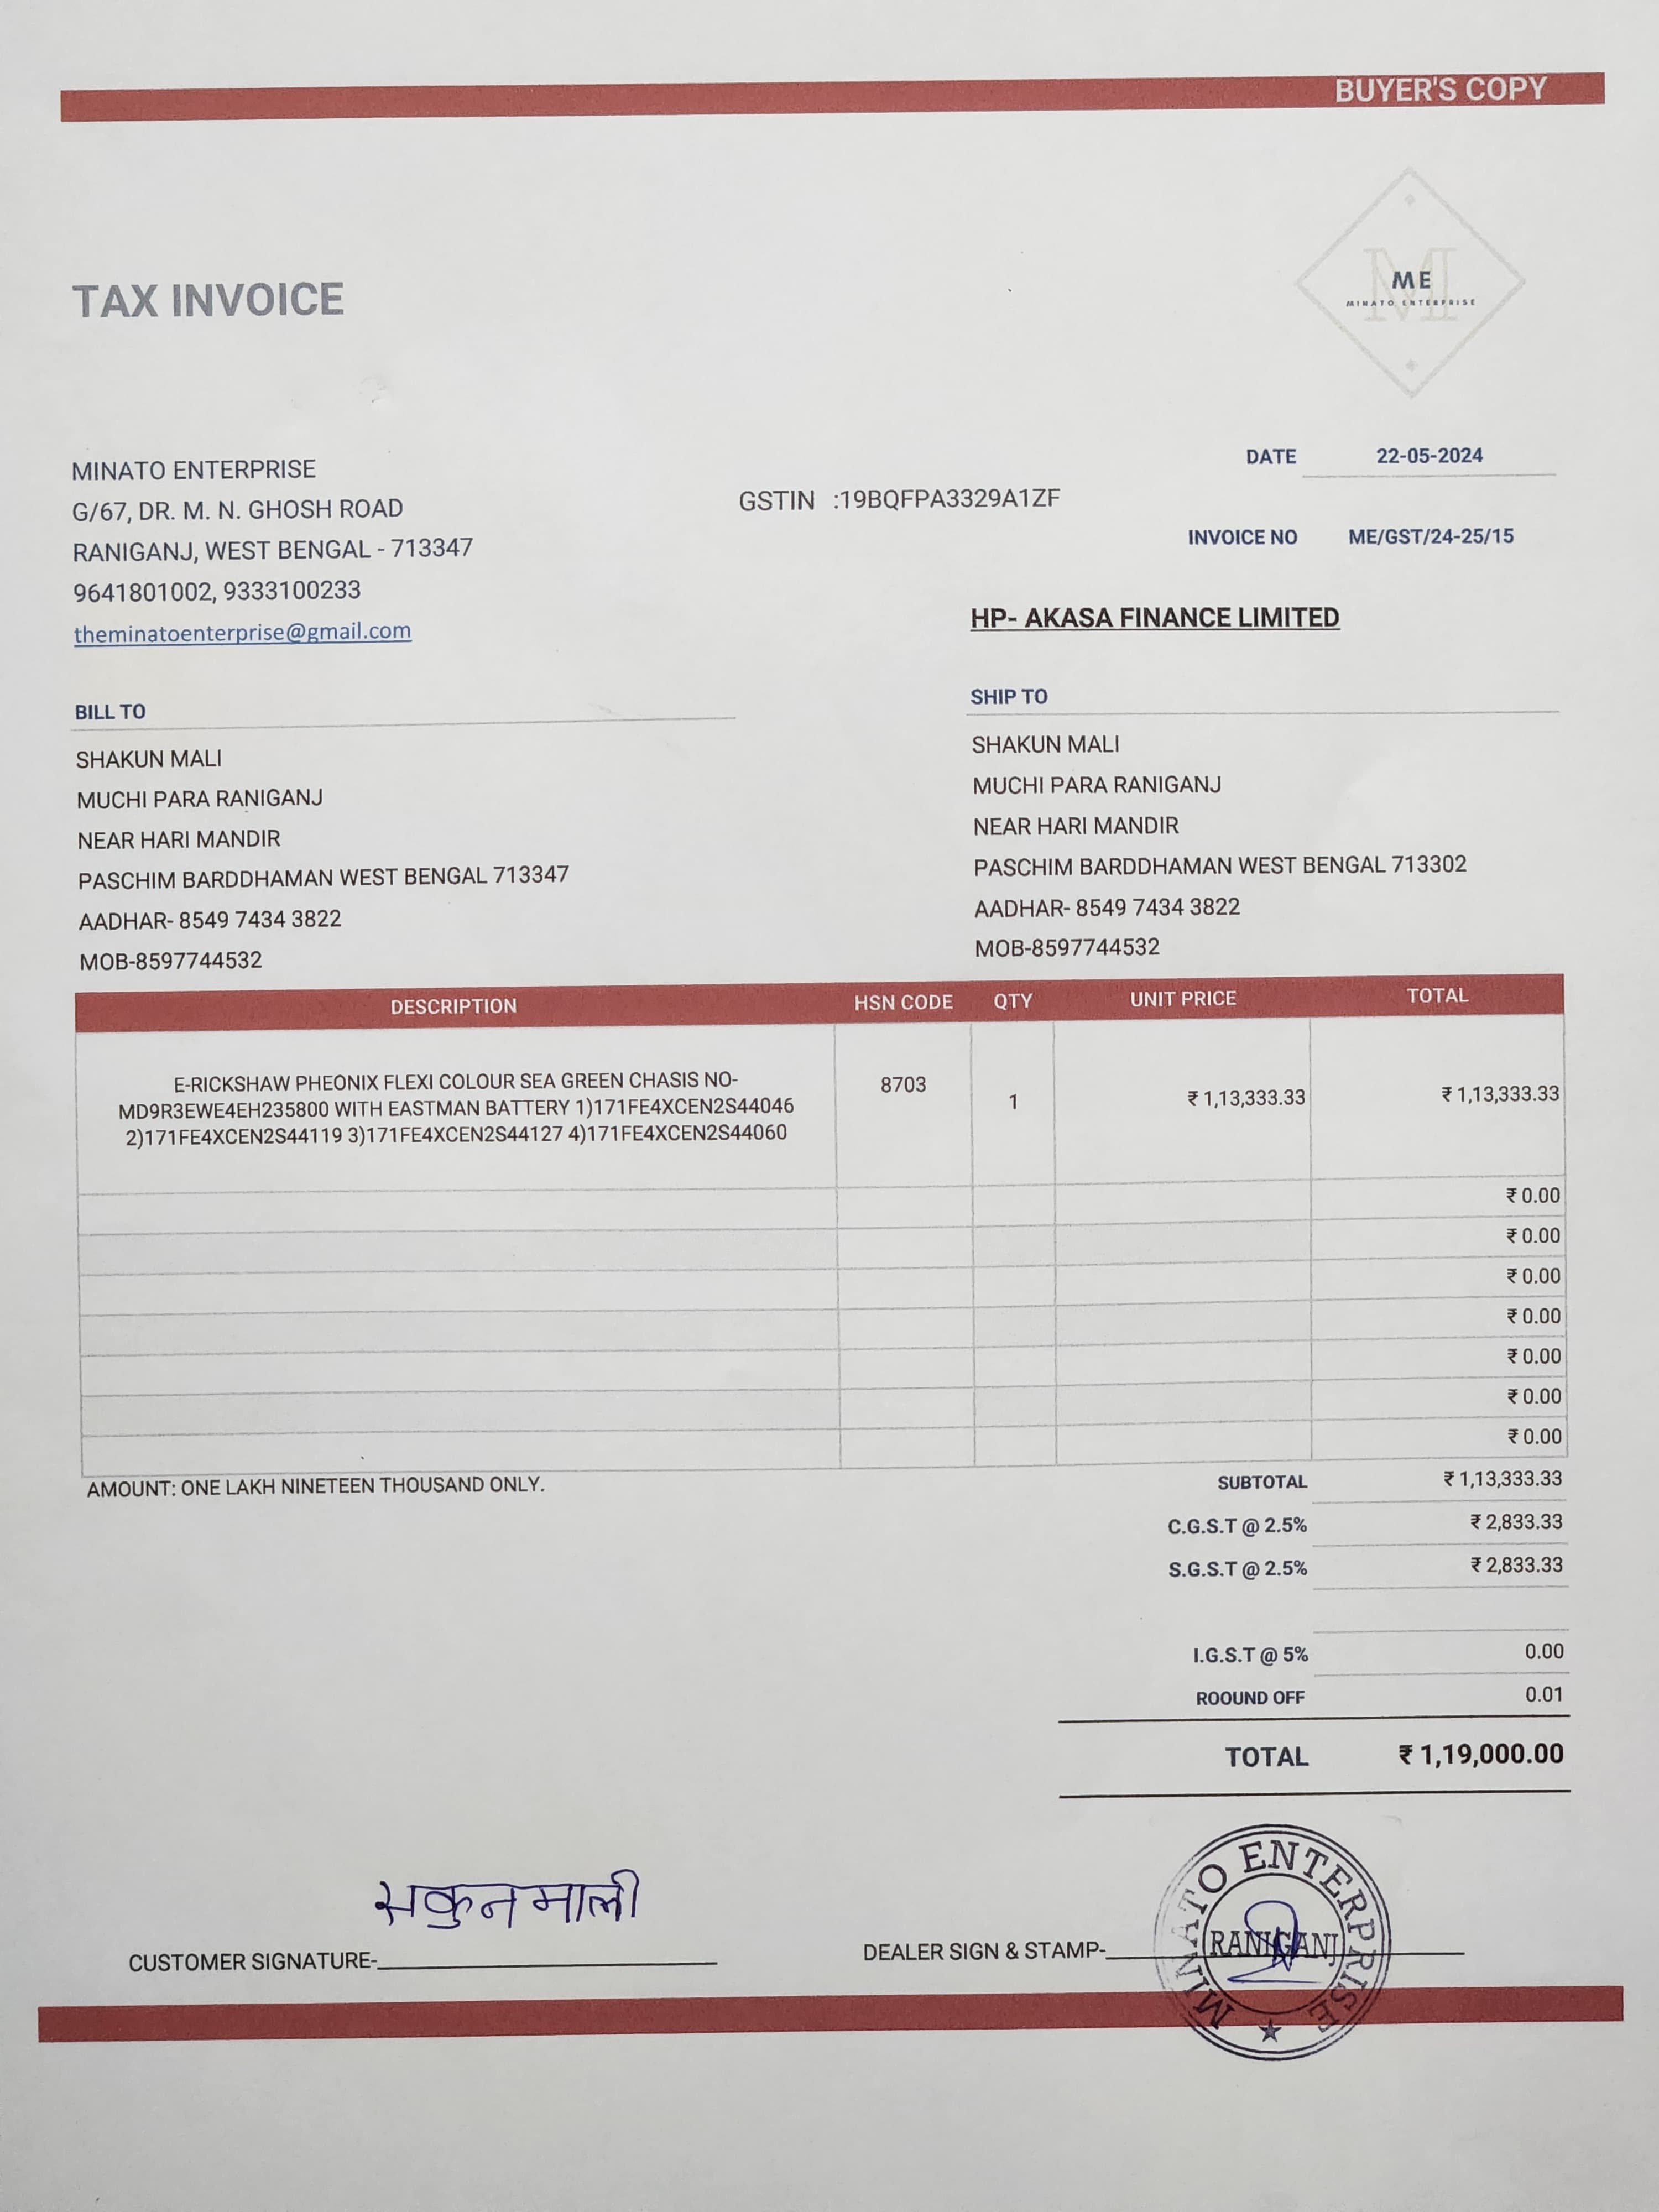 BUYER'S COPY
ME
MINATO ENTERPRISE
TAX INVOICE
MINATO ENTERPRISE
G/67, DR. M. N. GHOSH ROAD
RANIGANJ, WEST BENGAL - 713347
9641801002, 9333100233
theminatoenterprise@gmail.com
GSTIN :19BQFPA3329A1ZF
DATE 22-05-2024
INVOICE NO ME/GST/24-25/15
HP- AKASA FINANCE LIMITED
BILL TO
SHAKUN MALI
MUCHI PARA RANIGANJ
NEAR HARI MANDIR
PASCHIM BARDDHAMAN WEST BENGAL 713347
AADHAR- 8549 7434 3822
MOB-8597744532
SHIP TO
SHAKUN MALI
MUCHI PARA RANIGANJ
NEAR HARI MANDIR
PASCHIM BARDDHAMAN WEST BENGAL 713302
AADHAR- 8549 7434 3822
MOB-8597744532
DESCRIPTION HSN CODE QTY UNIT PRICE TOTAL
E-RICKSHAW PHEONIX FLEXI COLOUR SEA GREEN CHASIS NO-
MD9R3EWE4EH235800 WITH EASTMAN BATTERY 1)171FE4XCEN2S44046
2)171FE4XCEN2S44119 3)171FE4XCEN2S44127 4)171FE4XCEN2S44060
8703 1 ₹ 1,13,333.33 ₹ 1,13,333.33
₹ 0.00
₹ 0.00
₹ 0.00
₹ 0.00
₹ 0.00
₹ 0.00
₹ 0.00
AMOUNT: ONE LAKH NINETEEN THOUSAND ONLY.
SUBTOTAL ₹ 1,13,333.33
C.G.S.T @ 2.5% ₹ 2,833.33
S.G.S.T @ 2.5% ₹ 2,833.33
I.G.S.T @ 5% 0.00
ROOUND OFF 0.01
TOTAL ₹ 1,19,000.00
सकुन माली
CUSTOMER SIGNATURE-
DEALER SIGN & STAMP-
MINATO ENTERPRISE
RANIGANJ